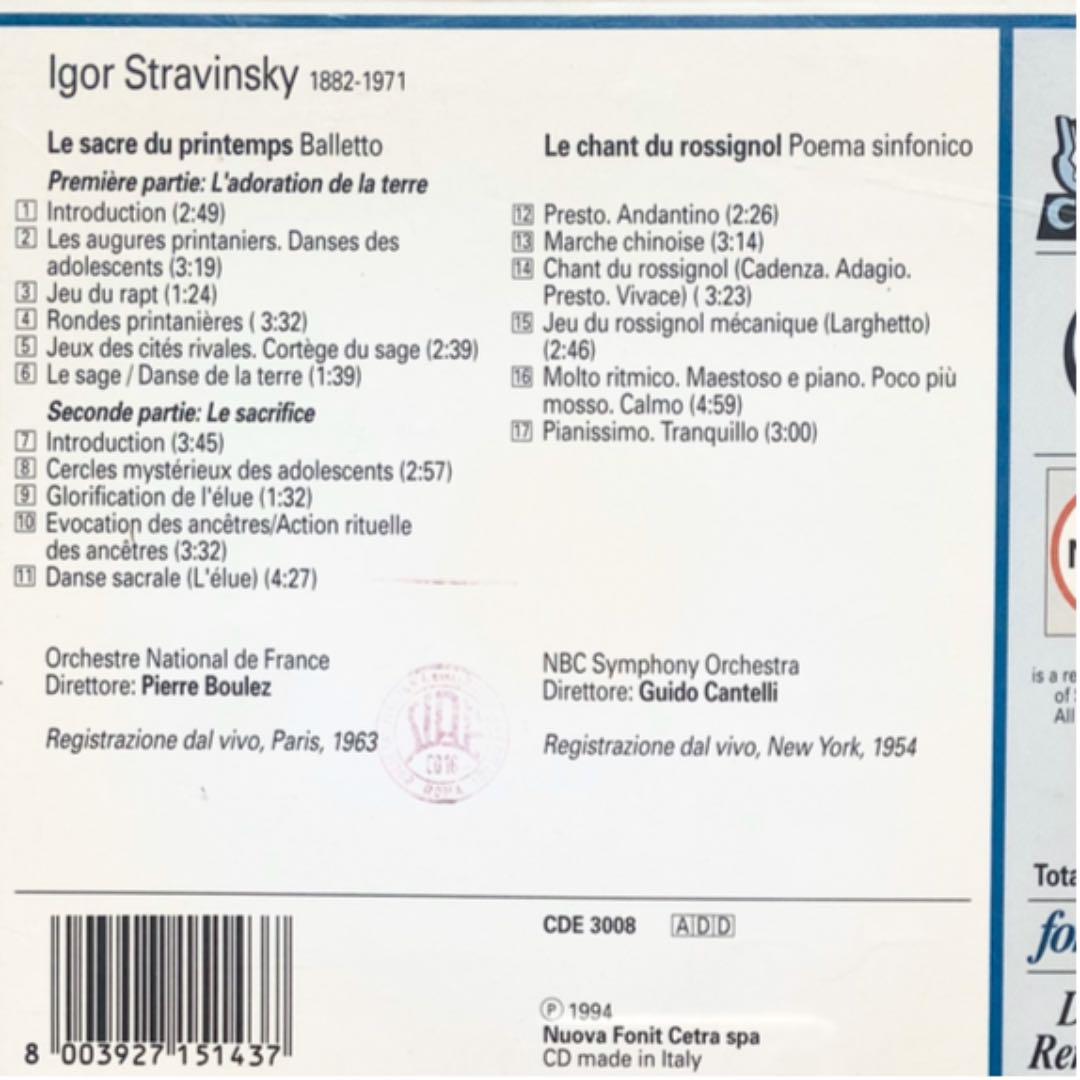 Igor Stravinsky 1882-1971
Le sacre du printemps Balletto
Première partie: L'adoration de la terre
1 Introduction (2:49)
2 Les augures printaniers. Danses des
adolescents (3:19)
3 Jeu du rapt (1:24)
4 Rondes printanières ( 3:32)
5 Jeux des cités rivales. Cortège du sage (2:39)
6 Le sage / Danse de la terre (1:39)
Seconde partie: Le sacrifice
7 Introduction (3:45)
8 Cercles mystérieux des adolescents (2:57)
9 Glorification de l'élue (1:32)
10 Evocation des ancêtres/Action rituelle
des ancêtres (3:32)
11 Danse sacrale (L'élue) (4:27)
Orchestre National de France
Direttore: Pierre Boulez
Registrazione dal vivo, Paris, 1963
Le chant du rossignol Poema sinfonico
12 Presto. Andantino (2:26)
13 Marche chinoise (3:14)
14 Chant du rossignol (Cadenza. Adagio.
Presto. Vivace) ( 3:23)
15 Jeu du rossignol mécanique (Larghetto)
(2:46)
16 Molto ritmico. Maestoso e piano. Poco più
mosso. Calmo (4:59)
17 Pianissimo. Tranquillo (3:00)
NBC Symphony Orchestra
Direttore: Guido Cantelli
Registrazione dal vivo, New York, 1954
ROMA
8 003927 151437
CDE 3008 ADD
Ⓟ 1994
Nuova Fonit Cetra spa
CD made in Italy
is a re
of
All
Tota
fo
Re